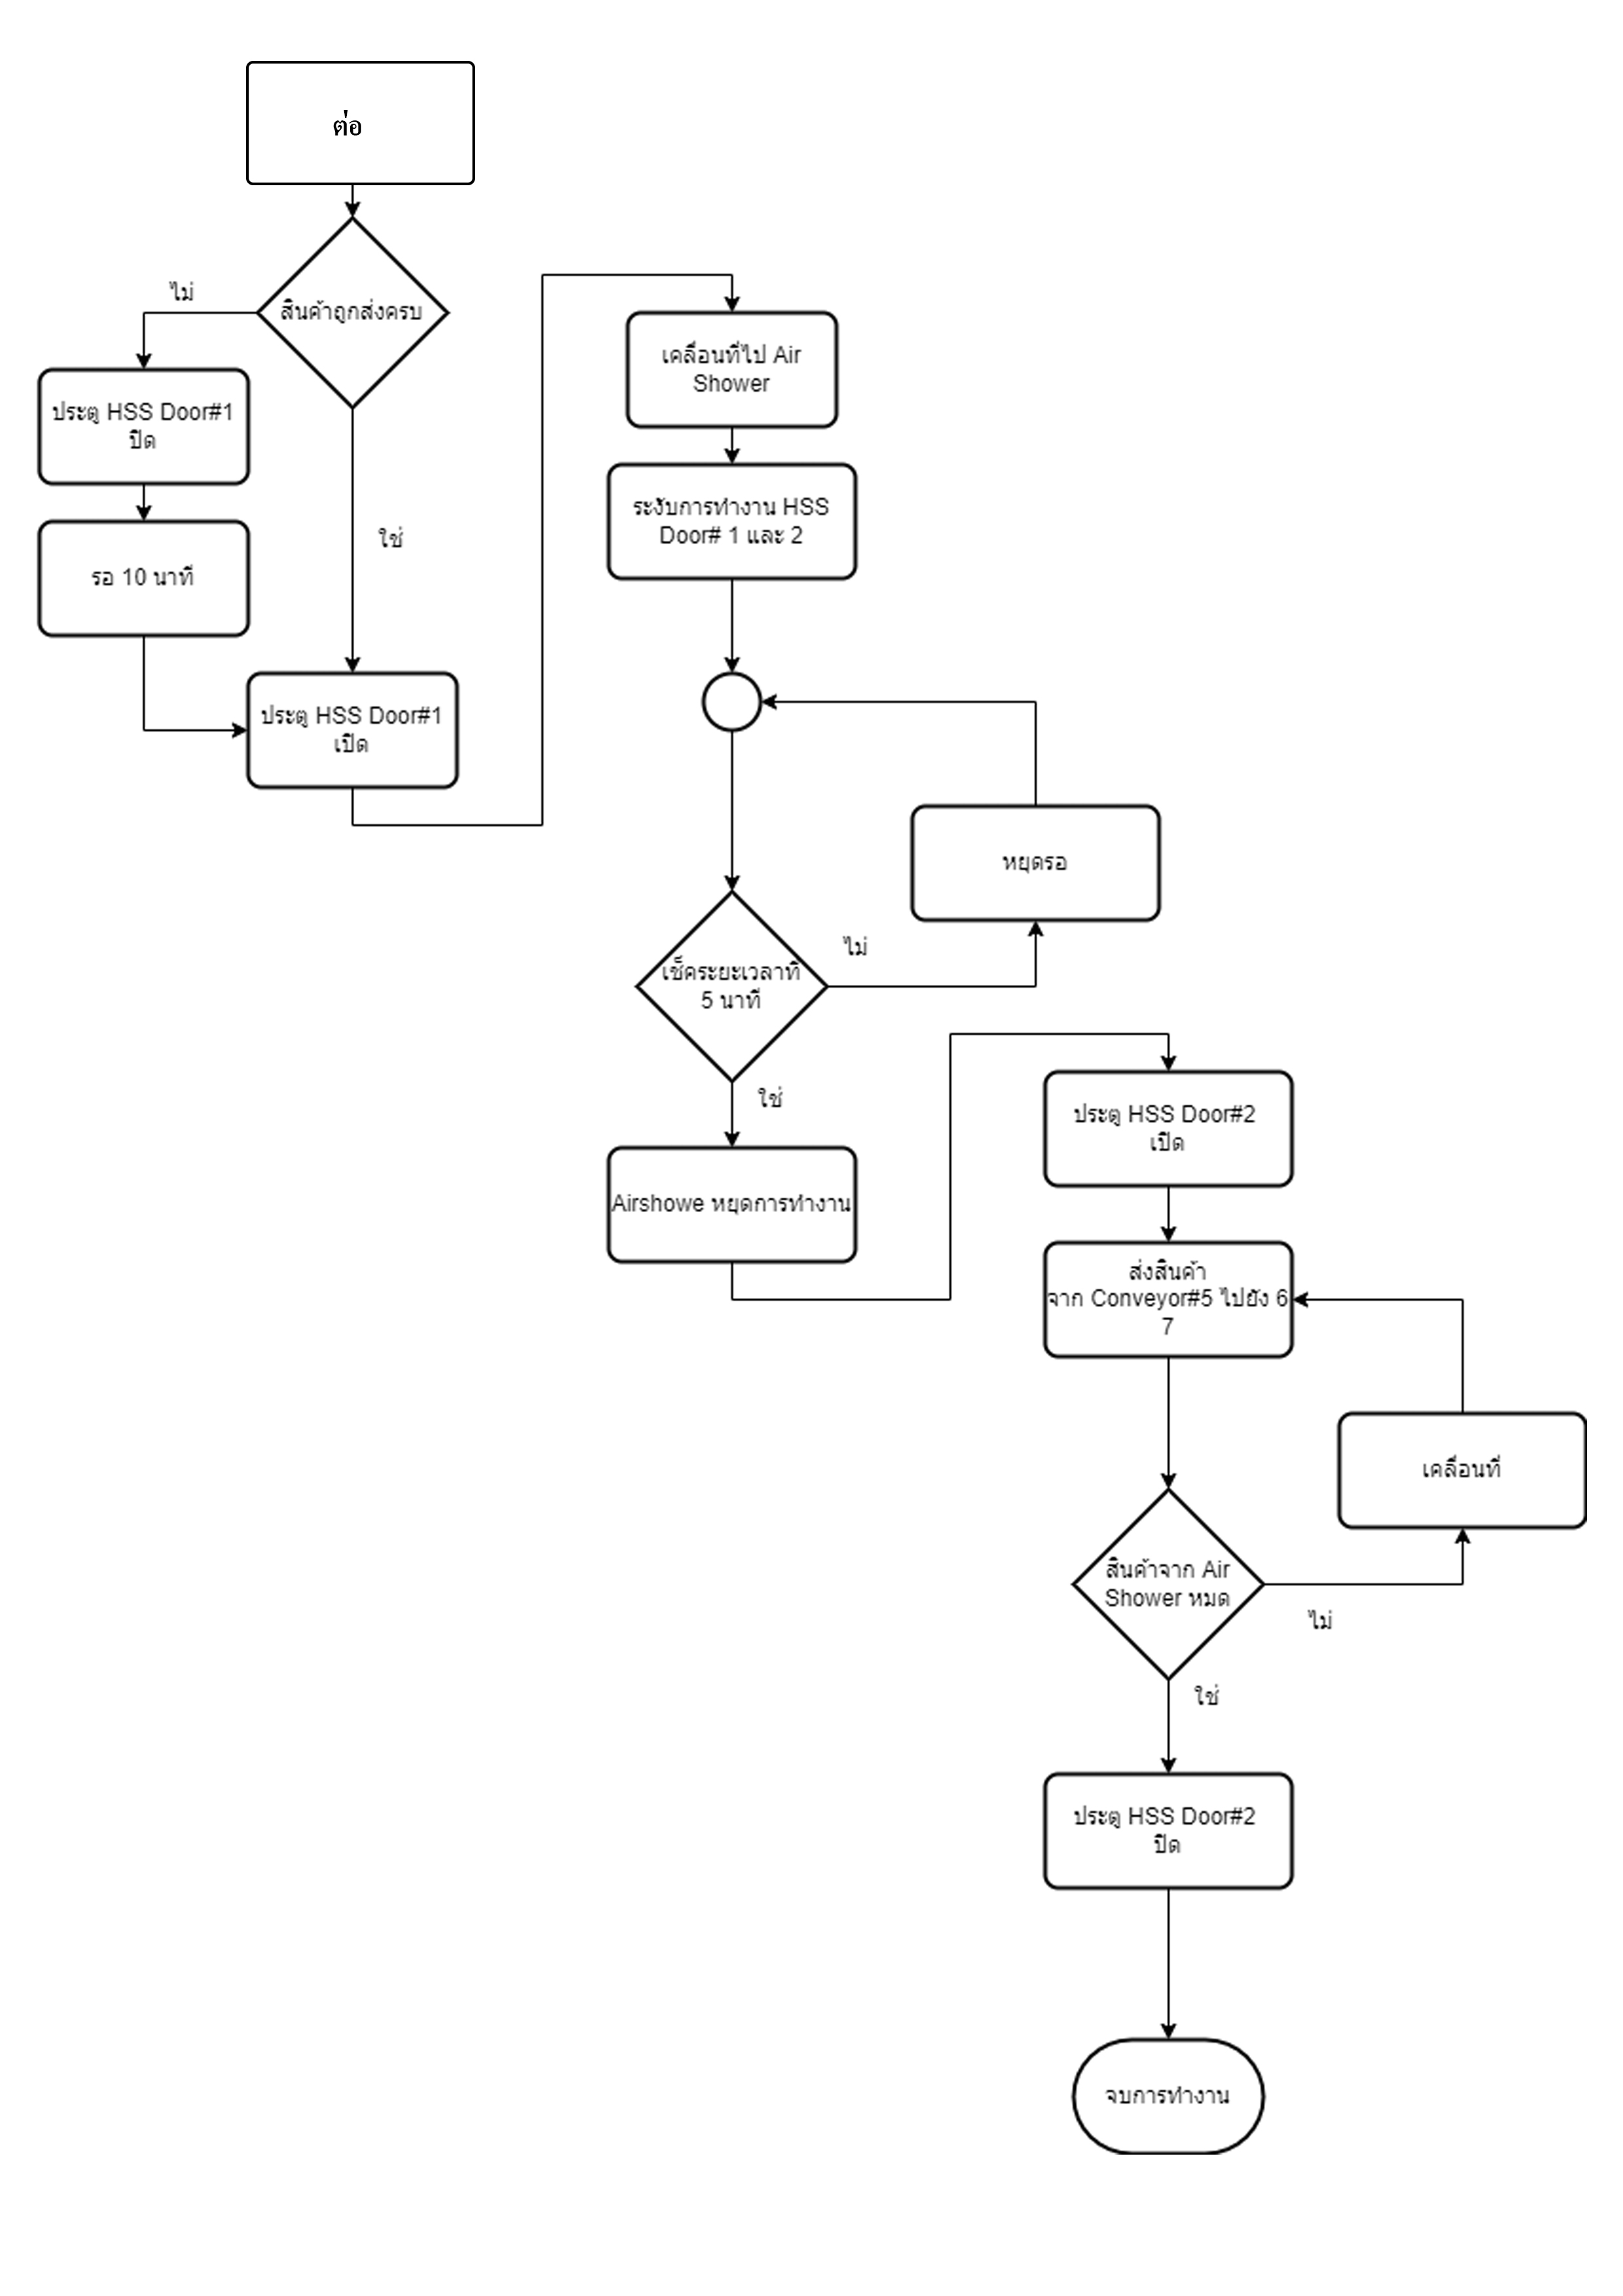 ต่อ
สินค้าถูกส่งครบ
ไม่
ประตู HSS Door#1
ปิด
รอ 10 นาที
ใช่
ประตู HSS Door#1
เปิด
เคลื่อนที่ไป Air
Shower
ระงับการทำงาน HSS
Door# 1 และ 2
หยุดรอ
ไม่
เช็คระยะเวลาที่
5 นาที
ใช่
Airshowe หยุดการทำงาน
ประตู HSS Door#2
เปิด
ส่งสินค้า
จาก Conveyor#5 ไปยัง 6
7
เคลื่อนที่
สินค้าจาก Air
Shower หมด
ไม่
ใช่
ประตู HSS Door#2
ปิด
จบการทำงาน